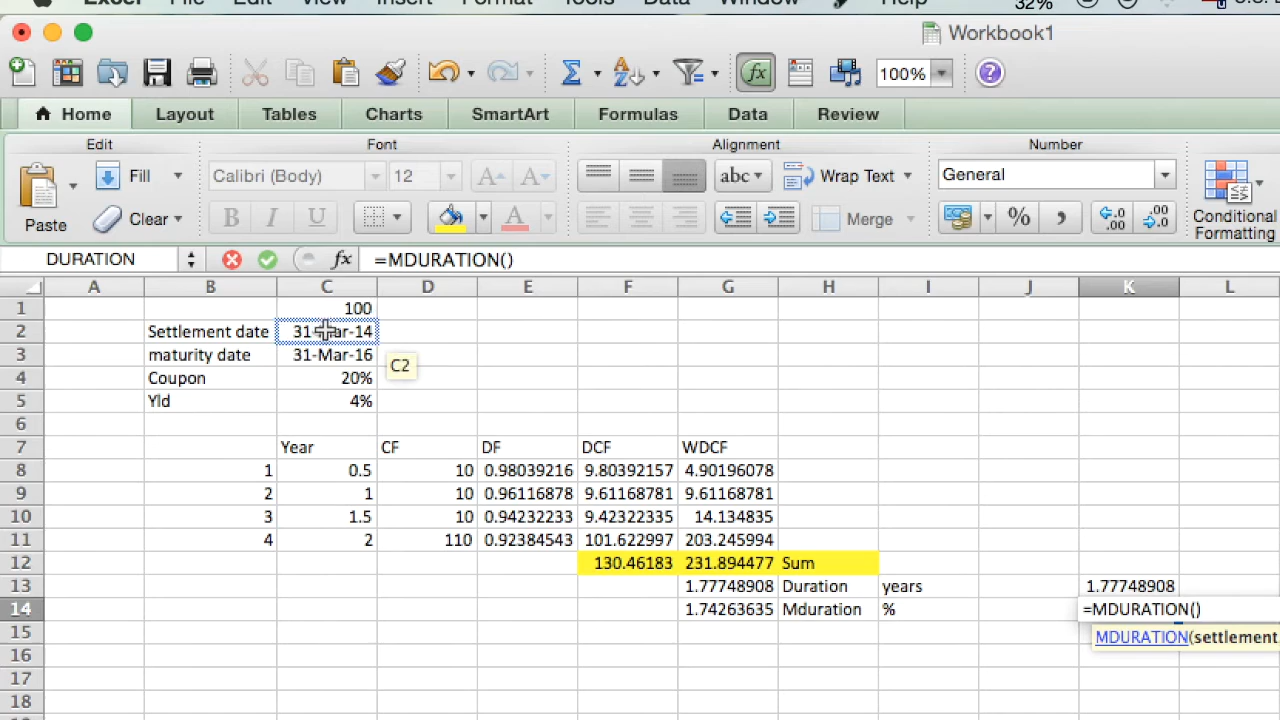 Excel File Edit View Insert Format Tools Data Window Help 32%
Workbook1
100%
Home Layout Tables Charts SmartArt Formulas Data Review
Edit Font Alignment Number
Fill Calibri (Body) 12 A A abc Wrap Text General
Paste Clear B I U A Merge % , .0 .00 .00 .0 Conditional Formatting
DURATION fx =MDURATION()
A B C D E F G H I J K L
1 100
2 Settlement date 31-Mar-14
3 maturity date 31-Mar-16
C2
4 Coupon 20%
5 Yld 4%
6
7 Year CF DF DCF WDCF
8 1 0.5 10 0.98039216 9.80392157 4.90196078
9 2 1 10 0.96116878 9.61168781 9.61168781
10 3 1.5 10 0.94232233 9.42322335 14.134835
11 4 2 110 0.92384543 101.622997 203.245994
12 130.46183 231.894477 Sum
13 1.77748908 Duration years 1.77748908
14 1.74263635 Mduration % =MDURATION()
15 MDURATION(settlement
16
17
18